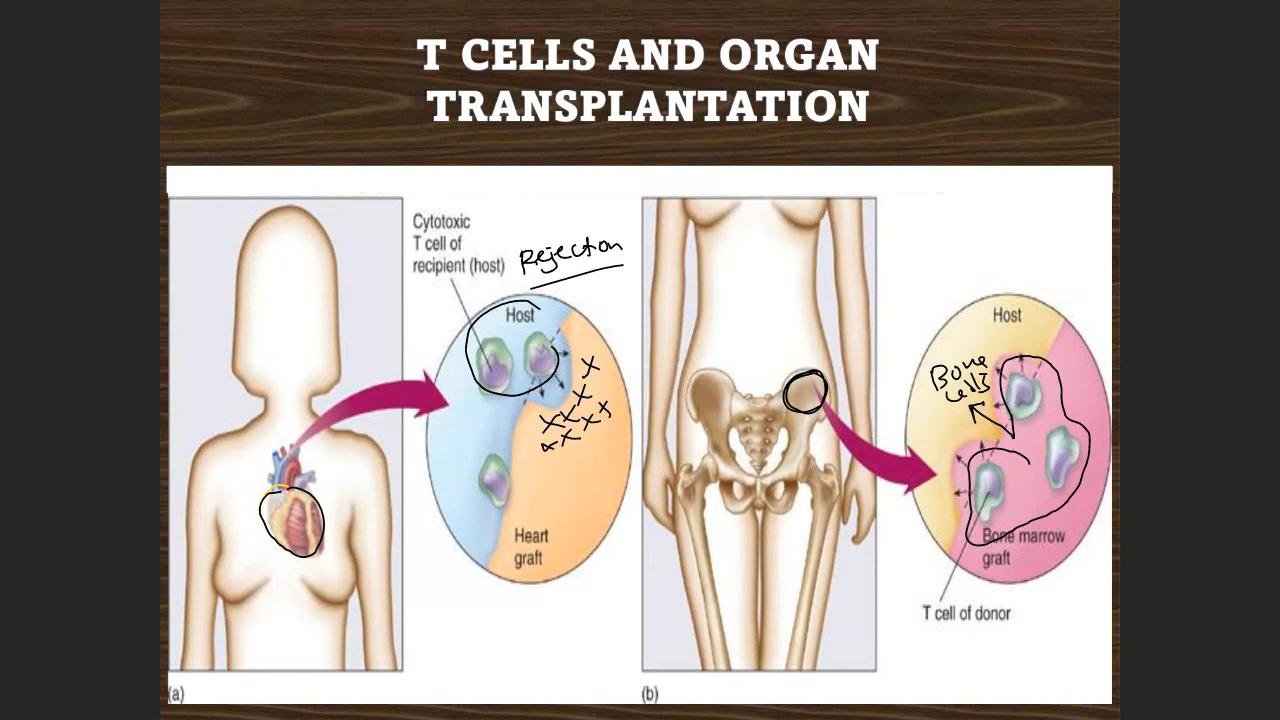 T CELLS AND ORGAN
TRANSPLANTATION
Cytotoxic
T cell of
recipient (host)
Rejection
Host
Heart
graft
(a)
Host
Bone
cells
Bone marrow
graft
T cell of donor
(b)